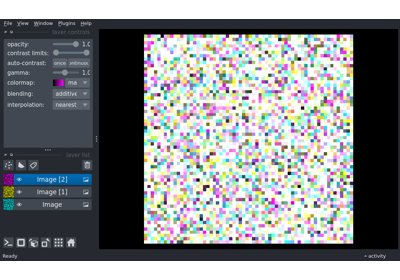 File View Window Plugins Help
layer controls
opacity: 1.0
contrast limits:
auto-contrast: once
gamma: 1.0
colormap: ma
blending: additive
interpolation: nearest
layer list
Image [2]
Image [1]
Image
Ready
activity